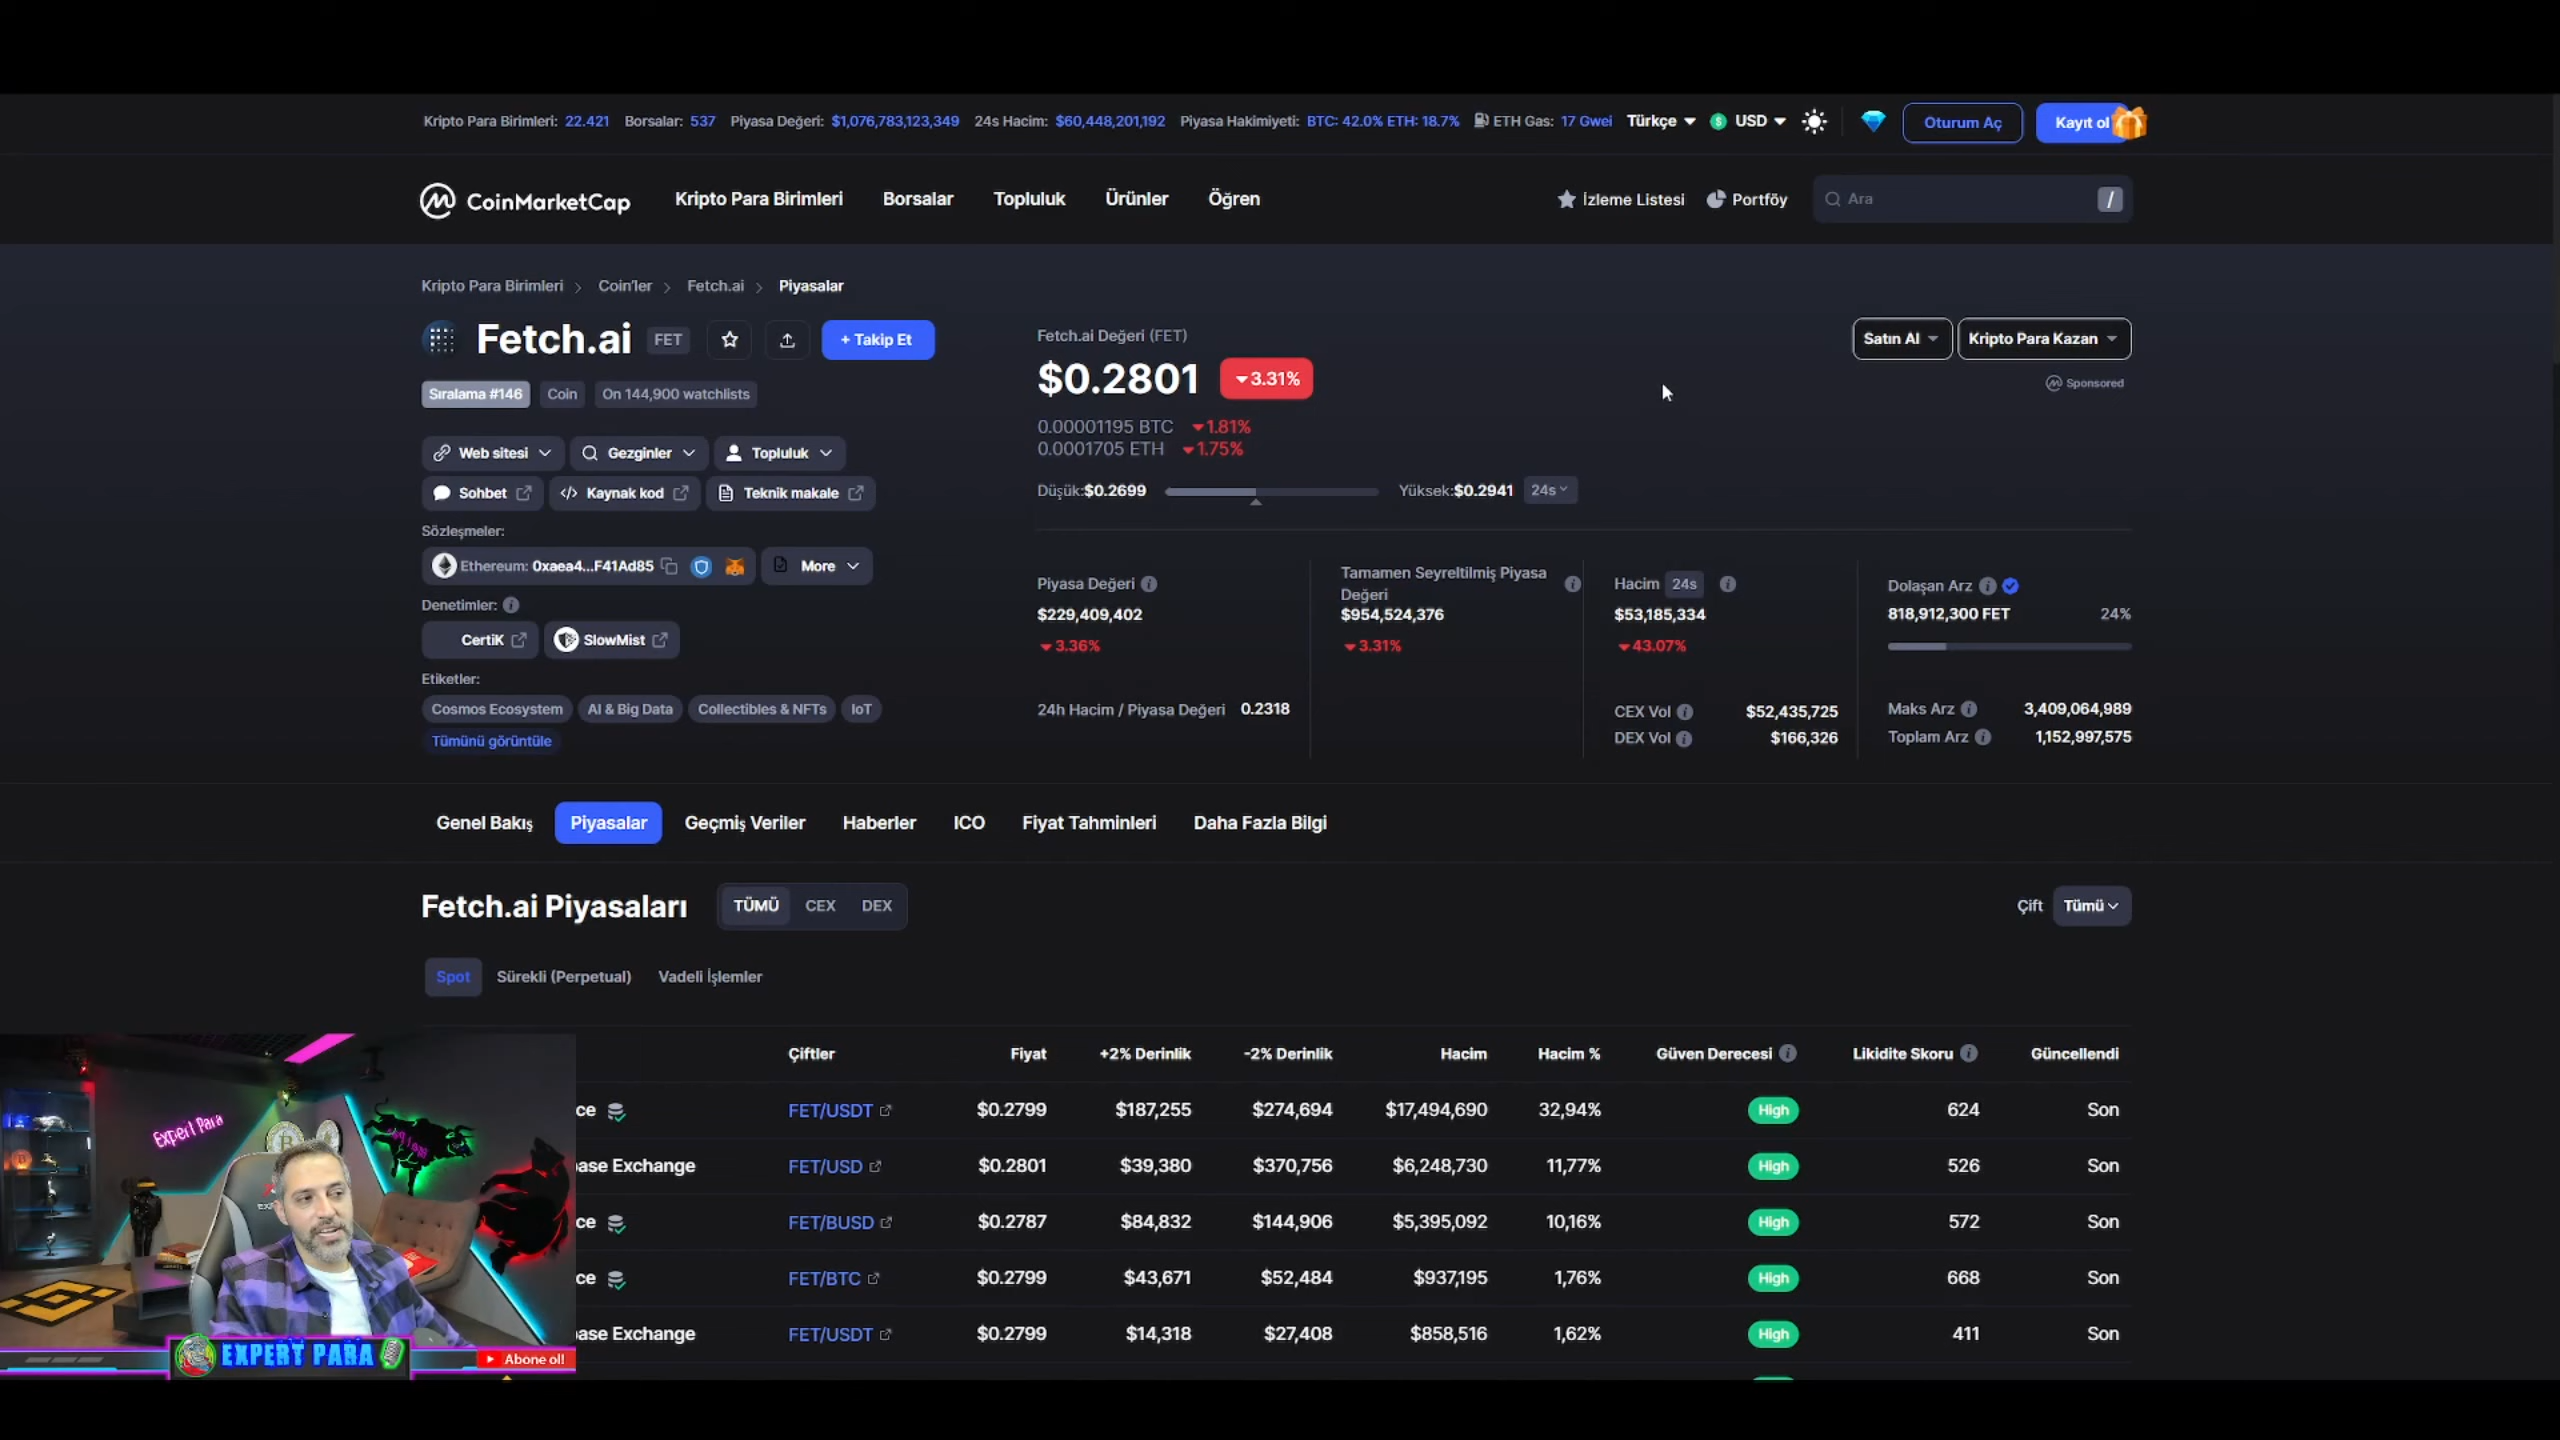 Kripto Para Birimleri: 22.421 Borsalar: 537 Piyasa Değeri: $1,076,783,123,349 24s Hacim: $60,448,201,192 Piyasa Hakimiyeti: BTC: 42.0% ETH: 18.7% ETH Gas: 17 Gwei Türkçe USD Oturum Aç Kayıt ol
CoinMarketCap Kripto Para Birimleri Borsalar Topluluk Ürünler Öğren İzleme Listesi Portföy Ara /
Kripto Para Birimleri > Coin'ler > Fetch.ai > Piyasalar
Fetch.ai FET + Takip Et
Sıralama #146 Coin On 144,900 watchlists
Web sitesi Gezginler Topluluk
Sohbet Kaynak kod Teknik makale
Sözleşmeler:
Ethereum: 0xaea4...F41Ad85 More
Denetimler:
CertiK SlowMist
Etiketler:
Cosmos Ecosystem AI & Big Data Collectibles & NFTs IoT
Tümünü görüntüle
Fetch.ai Değeri (FET)
$0.2801 3.31%
0.00001195 BTC 1.81%
0.0001705 ETH 1.75%
Düşük:$0.2699 Yüksek:$0.2941 24s
Satın Al Kripto Para Kazan
Sponsored
Piyasa Değeri
$229,409,402
3.36%
24h Hacim / Piyasa Değeri 0.2318
Tamamen Seyreltilmiş Piyasa
Değeri
$954,524,376
3.31%
Hacim 24s
$53,185,334
43.07%
CEX Vol $52,435,725
DEX Vol $166,326
Dolaşan Arz
818,912,300 FET 24%
Maks Arz 3,409,064,989
Toplam Arz 1,152,997,575
Genel Bakış Piyasalar Geçmiş Veriler Haberler ICO Fiyat Tahminleri Daha Fazla Bilgi
Fetch.ai Piyasaları TÜMÜ CEX DEX Çift Tümü
Spot Sürekli (Perpetual) Vadeli İşlemler
Çiftler Fiyat +2% Derinlik -2% Derinlik Hacim Hacim % Güven Derecesi Likidite Skoru Güncellendi
ce FET/USDT $0.2799 $187,255 $274,694 $17,494,690 32,94% High 624 Son
ase Exchange FET/USD $0.2801 $39,380 $370,756 $6,248,730 11,77% High 526 Son
ce FET/BUSD $0.2787 $84,832 $144,906 $5,395,092 10,16% High 572 Son
ce FET/BTC $0.2799 $43,671 $52,484 $937,195 1,76% High 668 Son
ase Exchange FET/USDT $0.2799 $14,318 $27,408 $858,516 1,62% High 411 Son
Expert Para
EXPERT PARA
Abone ol!